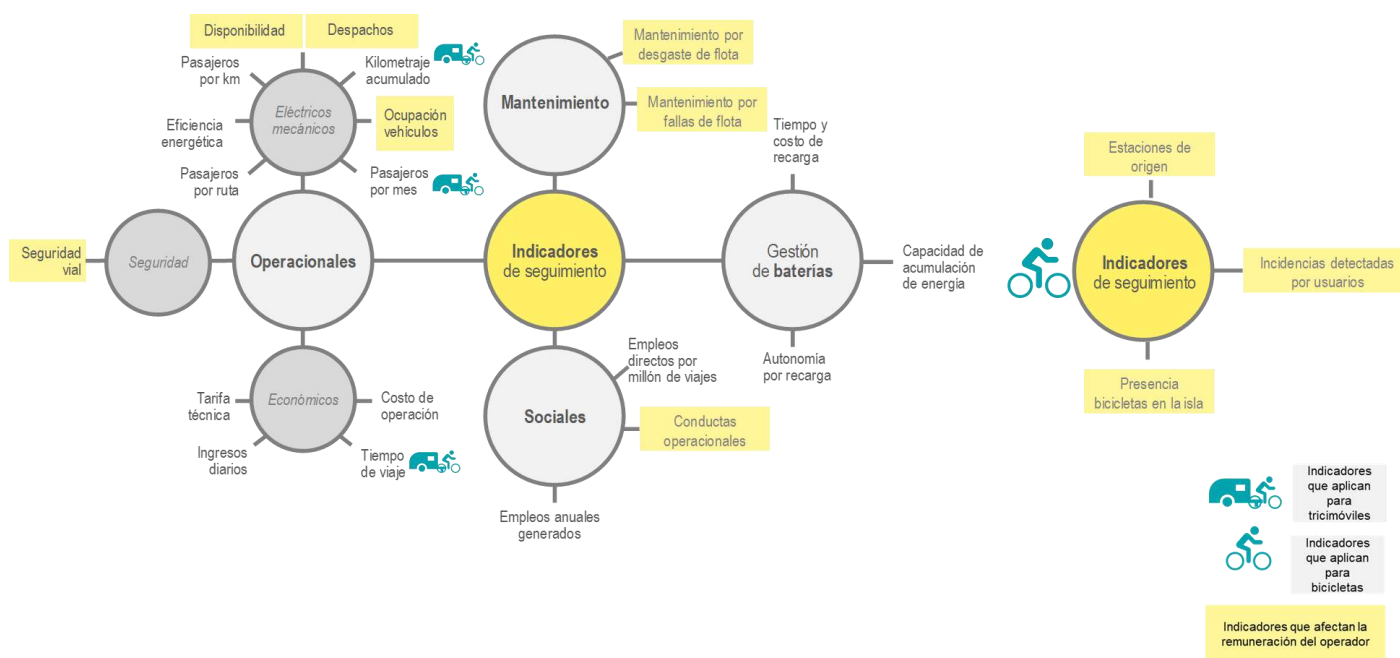 Disponibilidad
Despachos
Pasajeros
por km
Kilometraje
acumulado
Eléctricos
mecánicos
Eficiencia
energética
Ocupación
vehículos
Pasajeros
por ruta
Pasajeros
por mes
Seguridad
vial
Seguridad
Operacionales
Económicos
Tarifa
técnica
Costo de
operación
Ingresos
diarios
Tiempo
de viaje
Mantenimiento
Mantenimiento por
desgaste de flota
Mantenimiento por
fallas de flota
Indicadores
de seguimiento
Tiempo y
costo de
recarga
Gestión
de baterías
Capacidad de
acumulación
de energía
Autonomía
por recarga
Sociales
Empleos
directos por
millón de viajes
Conductas
operacionales
Empleos anuales
generados
Estaciones de
origen
Indicadores
de seguimiento
Incidencias detectadas
por usuarios
Presencia
bicicletas en la isla
Indicadores
que aplican
para
tricimóviles
Indicadores
que aplican
para
bicicletas
Indicadores que afectan la
remuneración del operador